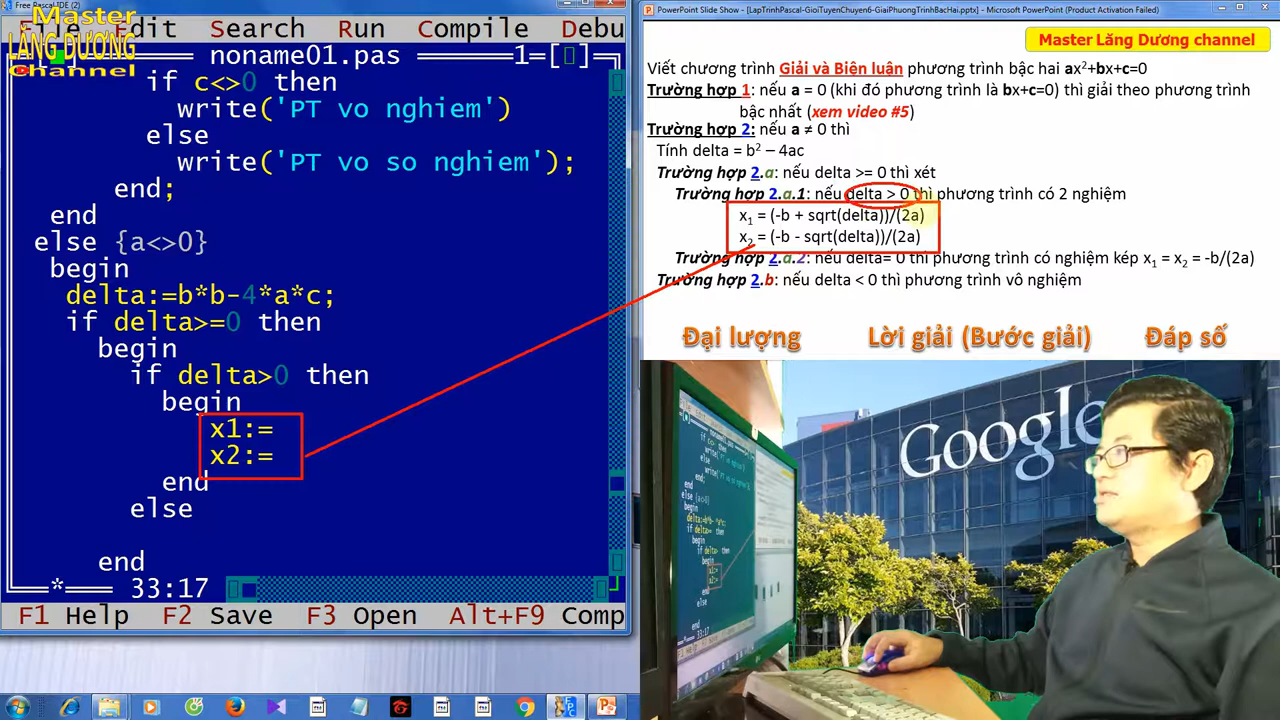 Free Pascal IDE (2)
Master
LĂNG DƯƠNG
Channel
File Edit Search Run Compile Debu
noname01.pas 1=[ ]
if c<>0 then
write('PT vo nghiem')
else
write('PT vo so nghiem');
end;
end
else {a<>0}
begin
delta:=b*b-4*a*c;
if delta>=0 then
begin
if delta>0 then
begin
x1:=
x2:=
end
else
end
* 33:17
F1 Help F2 Save F3 Open Alt+F9 Comp
PowerPoint Slide Show - [LapTrinhPascal-GioiTuyenChuyen6-GiaiPhuongTrinhBacHai.pptx] - Microsoft PowerPoint (Product Activation Failed)
Master Lăng Dương channel
Viết chương trình Giải và Biện luận phương trình bậc hai ax²+bx+c=0
Trường hợp 1: nếu a = 0 (khi đó phương trình là bx+c=0) thì giải theo phương trình
bậc nhất (xem video #5)
Trường hợp 2: nếu a ≠ 0 thì
Tính delta = b² – 4ac
Trường hợp 2.a: nếu delta >= 0 thì xét
Trường hợp 2.a.1: nếu delta > 0 thì phương trình có 2 nghiệm
x₁ = (-b + sqrt(delta))/(2a)
x₂ = (-b - sqrt(delta))/(2a)
Trường hợp 2.a.2: nếu delta= 0 thì phương trình có nghiệm kép x₁ = x₂ = -b/(2a)
Trường hợp 2.b: nếu delta < 0 thì phương trình vô nghiệm
Đại lượng Lời giải (Bước giải) Đáp số
Google